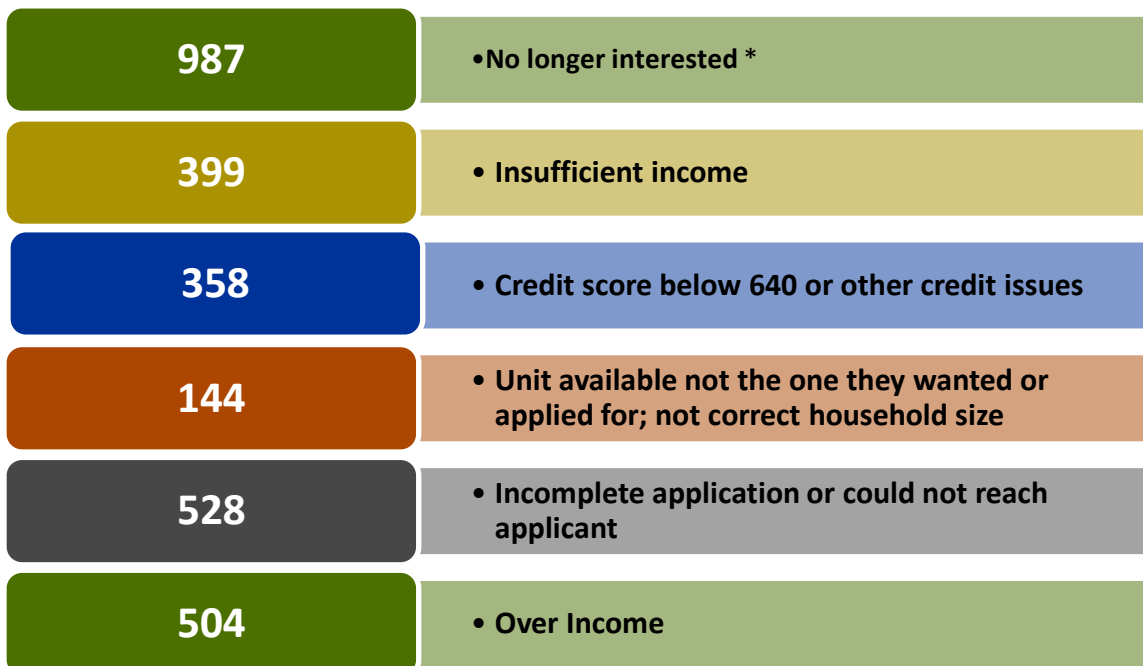 987
•No longer interested *
399
• Insufficient income
358
• Credit score below 640 or other credit issues
144
• Unit available not the one they wanted or
applied for; not correct household size
528
• Incomplete application or could not reach
applicant
504
• Over Income